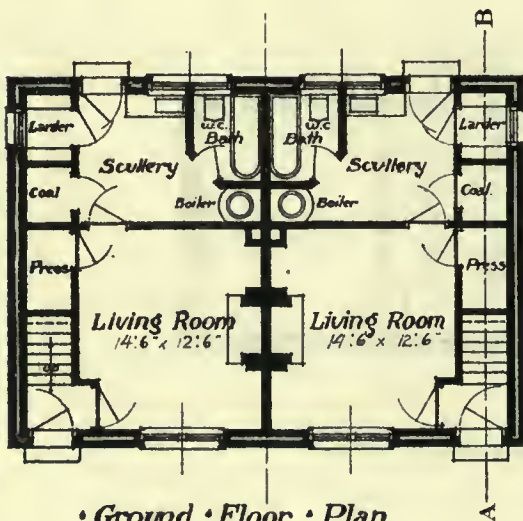 B
Larder
W.C.
Bath
W.C.
Bath
Larder
Scullery
Scullery
Coal
Boiler
Boiler
Coal.
Press
Press
Living Room
14'.6" x 12'.6"
Living Room
14'.6" x 12'.6"
UP
A
• Ground • Floor • Plan